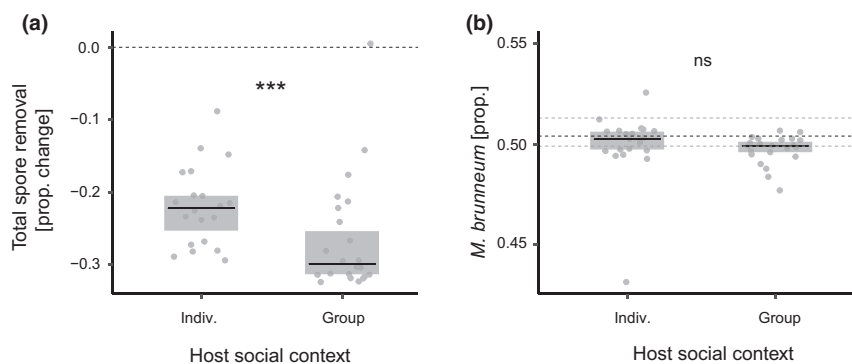 (a)
0.0
−0.1
−0.2
−0.3
Total spore removal
[prop. change]
***
Indiv.
Group
Host social context
(b)
0.55
0.50
0.45
M. brunneum [prop.]
ns
Indiv.
Group
Host social context